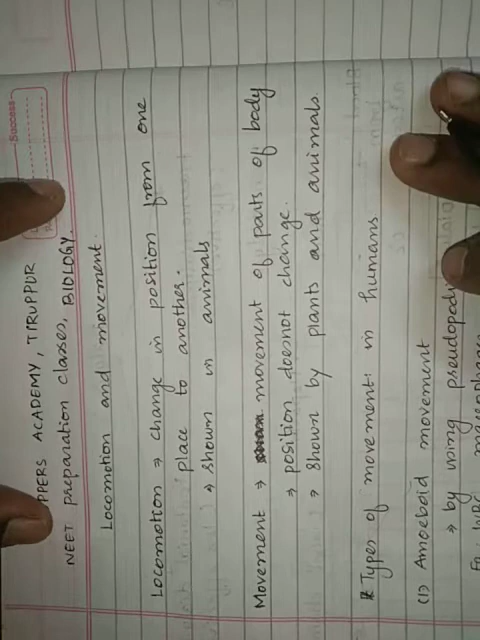 Success
PPERS ACADEMY, TIRUPPUR
NEET preparation classes, BIOLOGY.
Locomotion and movement.
Locomotion ⇒ change in position from one
place to another.
⇒ shown in animals
Movement ⇒ movement of parts of body
⇒ position doesnot change.
⇒ shown by plants and animals.
* Types of movement: in humans
(1) Amoeboid movement
⇒ by using pseudopodi